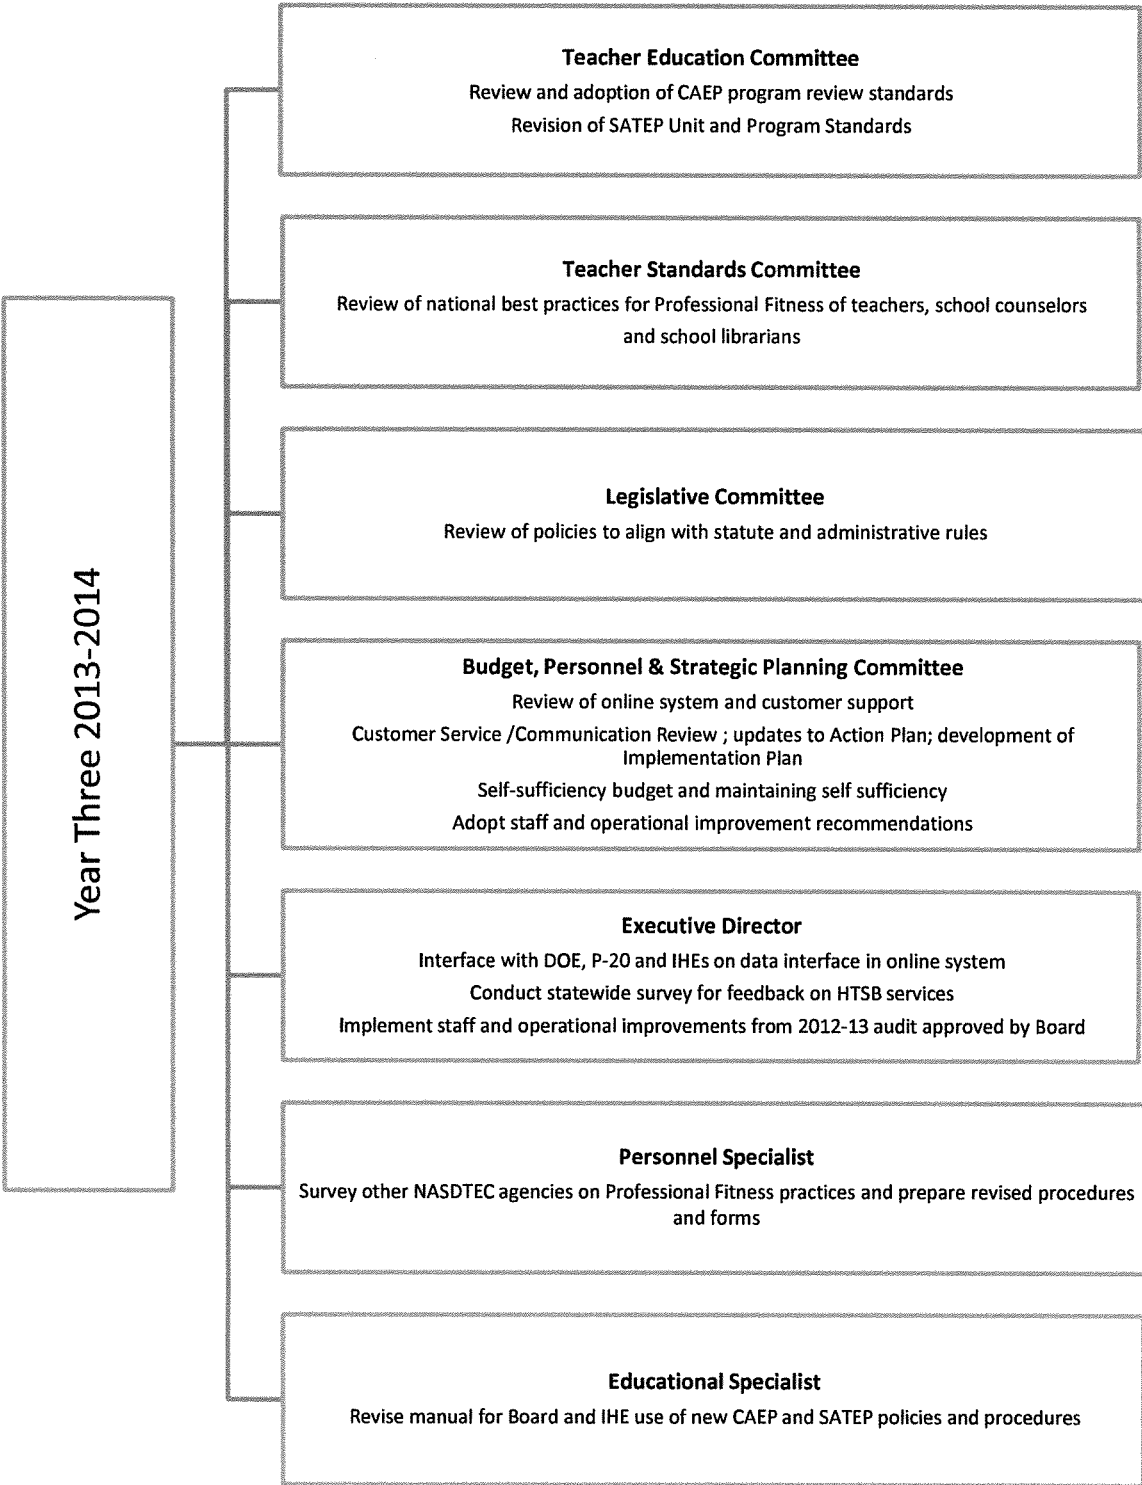 Year Three 2013-2014
Teacher Education Committee
Review and adoption of CAEP program review standards
Revision of SATEP Unit and Program Standards
Teacher Standards Committee
Review of national best practices for Professional Fitness of teachers, school counselors
and school librarians
Legislative Committee
Review of policies to align with statute and administrative rules
Budget, Personnel & Strategic Planning Committee
Review of online system and customer support
Customer Service /Communication Review ; updates to Action Plan; development of
Implementation Plan
Self-sufficiency budget and maintaining self sufficiency
Adopt staff and operational improvement recommendations
Executive Director
Interface with DOE, P-20 and IHEs on data interface in online system
Conduct statewide survey for feedback on HTSB services
Implement staff and operational improvements from 2012-13 audit approved by Board
Personnel Specialist
Survey other NASDTEC agencies on Professional Fitness practices and prepare revised procedures
and forms
Educational Specialist
Revise manual for Board and IHE use of new CAEP and SATEP policies and procedures